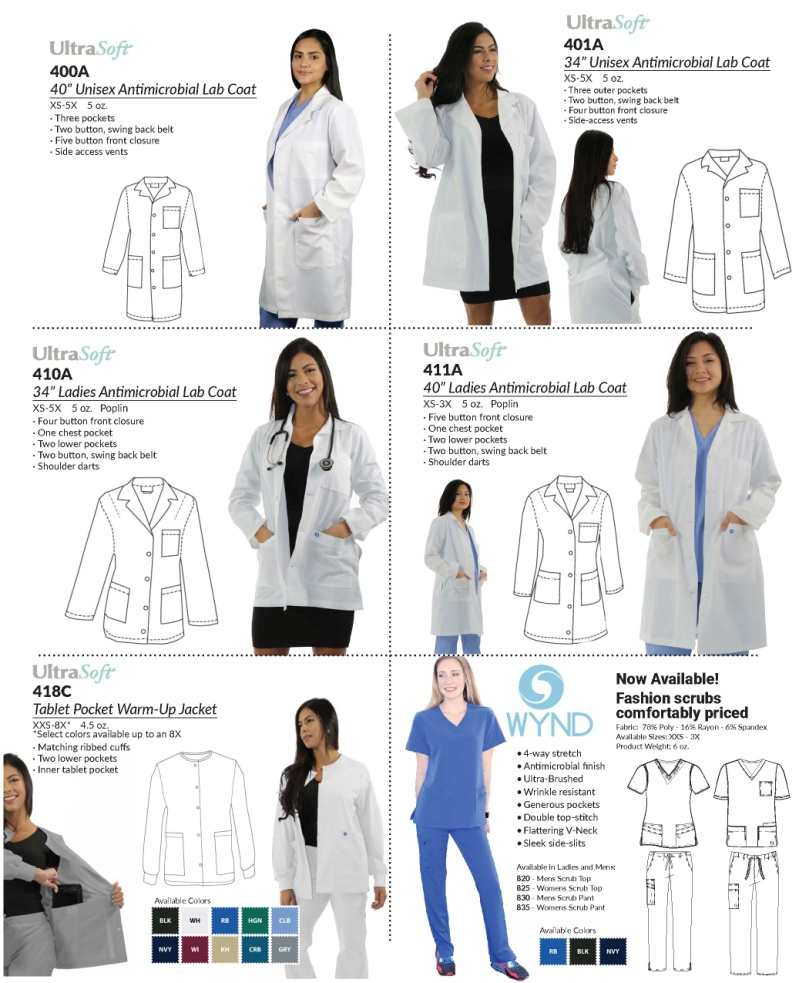 UltraSoft
400A
40” Unisex Antimicrobial Lab Coat
XS-5X 5 oz.
· Three pockets
· Two button, swing back belt
· Five button front closure
· Side access vents
UltraSoft
401A
34” Unisex Antimicrobial Lab Coat
XS-5X 5 oz.
· Three outer pockets
· Two button, swing back belt
· Four button front closure
· Side-access vents
UltraSoft
410A
34” Ladies Antimicrobial Lab Coat
XS-5X 5 oz. Poplin
· Four button front closure
· One chest pocket
· Two lower pockets
· Two button, swing back belt
· Shoulder darts
UltraSoft
411A
40” Ladies Antimicrobial Lab Coat
XS-3X 5 oz. Poplin
· Five button front closure
· One chest pocket
· Two lower pockets
· Two button, swing back belt
· Shoulder darts
UltraSoft
418C
Tablet Pocket Warm-Up Jacket
XXS-8X* 4.5 oz.
*Select colors available up to an 8X
· Matching ribbed cuffs
· Two lower pockets
· Inner tablet pocket
Available Colors
BLK WH RB HGN CLB
NVY WI KH CRB GRY
WYND
• 4-way stretch
• Antimicrobial finish
• Ultra-Brushed
• Wrinkle resistant
• Generous pockets
• Double top-stitch
• Flattering V-Neck
• Sleek side-slits
Available in Ladies and Mens:
820 - Mens Scrub Top
825 - Womens Scrub Top
830 - Mens Scrub Pant
835 - Womens Scrub Pant
Available Colors
RB BLK NVY
Now Available!
Fashion scrubs
comfortably priced
Fabric: 78% Poly - 16% Rayon - 6% Spandex
Available Sizes: XXS - 3X
Product Weight: 6 oz.